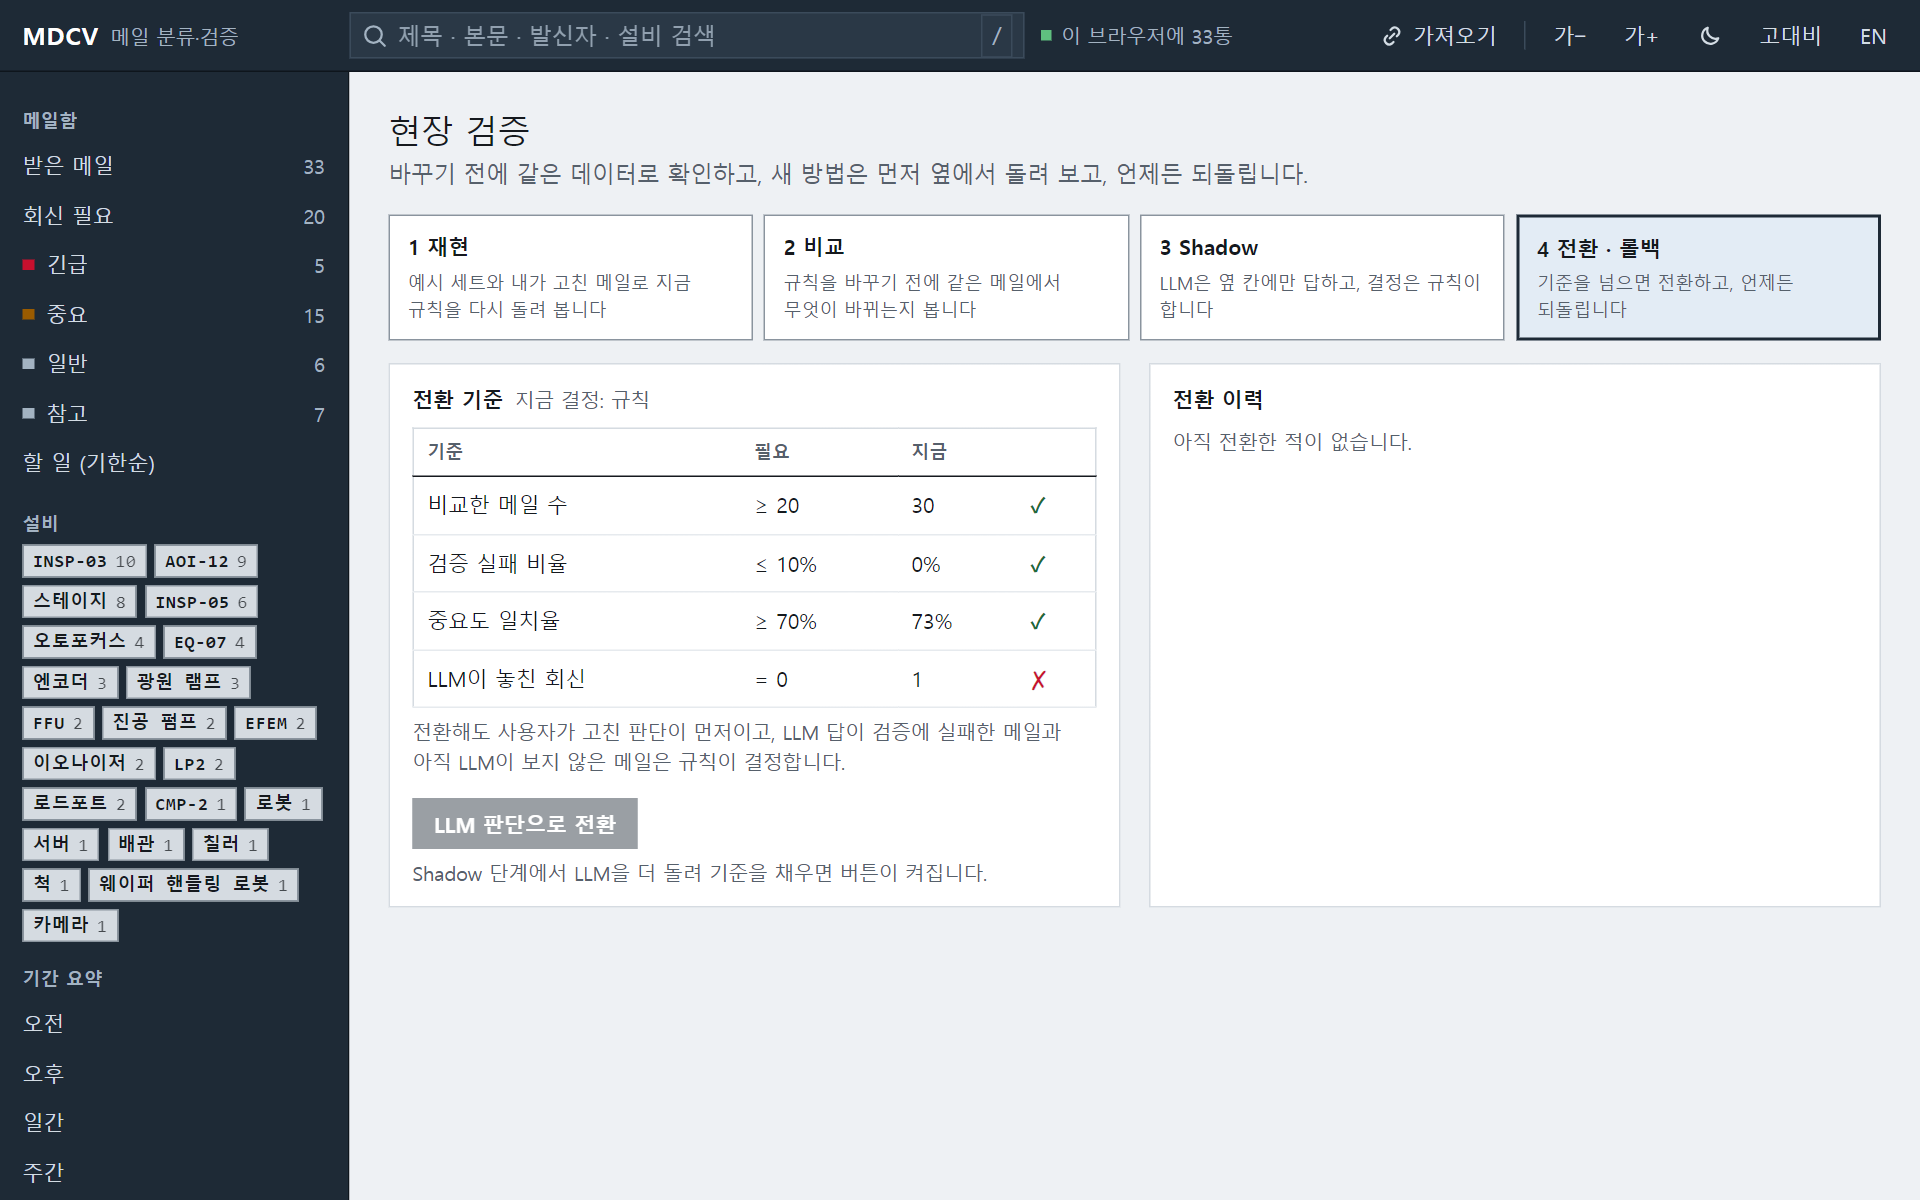 MDCV 메일 분류·검증
제목 · 본문 · 발신자 · 설비 검색 /
이 브라우저에 33통
가져오기
가−
가+
고대비
EN
메일함
받은 메일 33
회신 필요 20
긴급 5
중요 15
일반 6
참고 7
할 일 (기한순)
설비
INSP-03 10 AOI-12 9
스테이지 8 INSP-05 6
오토포커스 4 EQ-07 4
엔코더 3 광원 램프 3
FFU 2 진공 펌프 2 EFEM 2
이오나이저 2 LP2 2
로드포트 2 CMP-2 1 로봇 1
서버 1 배관 1 칠러 1
척 1 웨이퍼 핸들링 로봇 1
카메라 1
기간 요약
오전
오후
일간
주간
현장 검증
바꾸기 전에 같은 데이터로 확인하고, 새 방법은 먼저 옆에서 돌려 보고, 언제든 되돌립니다.
1 재현
예시 세트와 내가 고친 메일로 지금
규칙을 다시 돌려 봅니다
2 비교
규칙을 바꾸기 전에 같은 메일에서
무엇이 바뀌는지 봅니다
3 Shadow
LLM은 옆 칸에만 답하고, 결정은 규칙이
합니다
4 전환 · 롤백
기준을 넘으면 전환하고, 언제든
되돌립니다
전환 기준 지금 결정: 규칙
기준 필요 지금
비교한 메일 수 ≥ 20 30 ✓
검증 실패 비율 ≤ 10% 0% ✓
중요도 일치율 ≥ 70% 73% ✓
LLM이 놓친 회신 = 0 1 ✗
전환해도 사용자가 고친 판단이 먼저이고, LLM 답이 검증에 실패한 메일과
아직 LLM이 보지 않은 메일은 규칙이 결정합니다.
LLM 판단으로 전환
Shadow 단계에서 LLM을 더 돌려 기준을 채우면 버튼이 켜집니다.
전환 이력
아직 전환한 적이 없습니다.